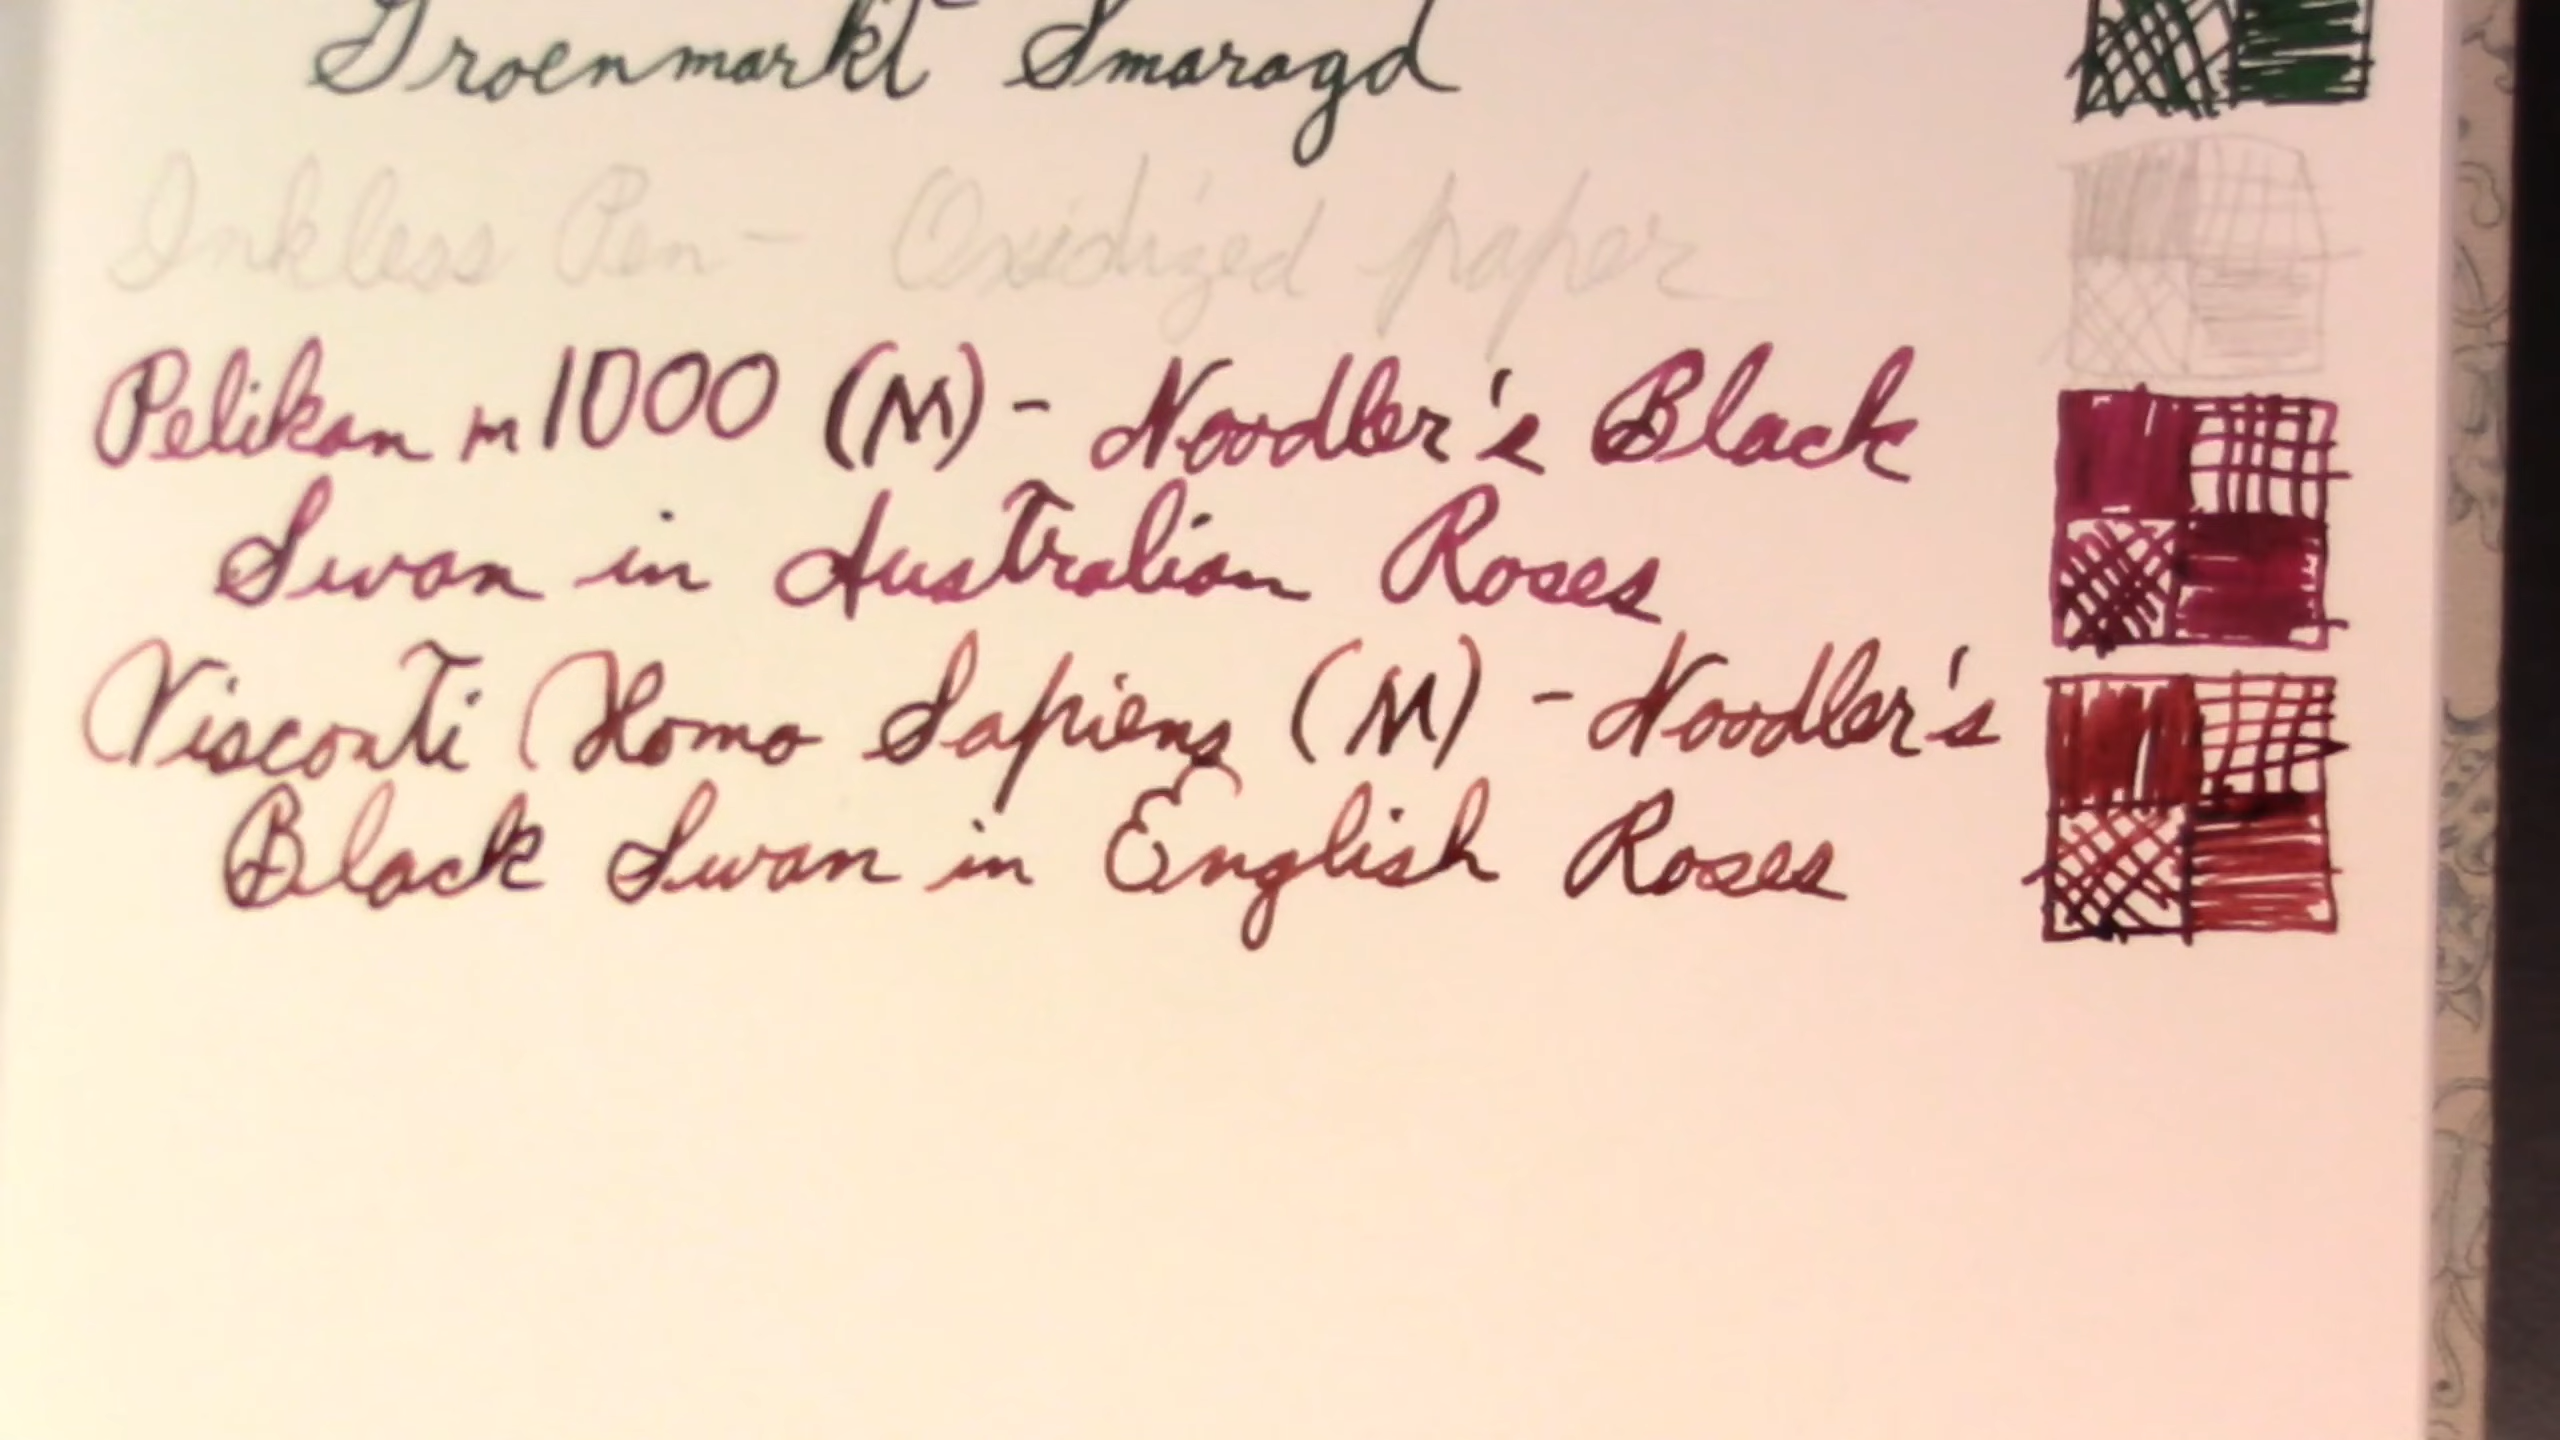 Groenmarkt Smaragd
Inkless Pen - Oxidized paper
Pelikan m1000 (M) - Noodler's Black
Swan in Australian Roses
Visconti Homo Sapiens (M) - Noodler's
Black Swan in English Roses